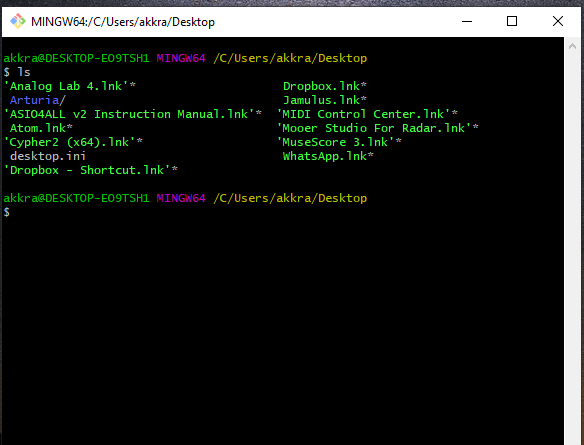 MINGW64:/C/Users/akkra/Desktop
akkra@DESKTOP-EO9TSH1 MINGW64 /C/Users/akkra/Desktop
$ ls
'Analog Lab 4.lnk'*                     Dropbox.lnk*
 Arturia/                               Jamulus.lnk*
'ASIO4ALL v2 Instruction Manual.lnk'*  'MIDI Control Center.lnk'*
 Atom.lnk*                             'Mooer Studio For Radar.lnk'*
'Cypher2 (x64).lnk'*                   'MuseScore 3.lnk'*
 desktop.ini                            WhatsApp.lnk*
'Dropbox - Shortcut.lnk'*
akkra@DESKTOP-EO9TSH1 MINGW64 /C/Users/akkra/Desktop
$